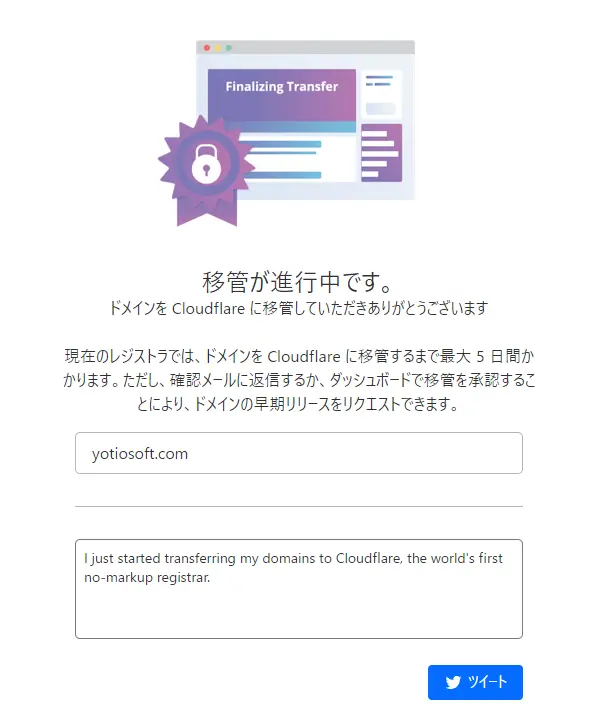 Finalizing Transfer
移管が進行中です。
ドメインを Cloudflare に移管していただきありがとうございます
現在のレジストラでは、ドメインを Cloudflare に移管するまで最大 5 日間か
かります。ただし、確認メールに返信するか、ダッシュボードで移管を承認するこ
とにより、ドメインの早期リリースをリクエストできます。
yotiosoft.com
I just started transferring my domains to Cloudflare, the world's first
no-markup registrar.
ツイート